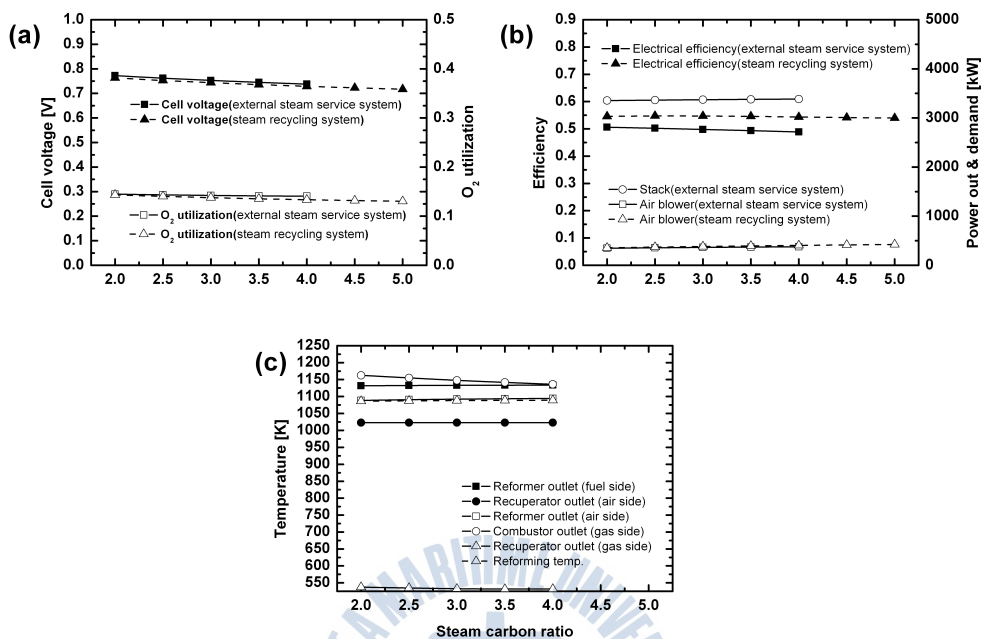 (a)
1.0
0.9
0.8
0.7
0.6
0.5
0.4
0.3
0.2
0.1
0.0
Cell voltage [V]
Cell voltage(external steam service system)
Cell voltage(steam recycling system)
O2 utilization(external steam service system)
O2 utilization(steam recycling system)
2.0 2.5 3.0 3.5 4.0 4.5 5.0
0.5
0.4
0.3
0.2
0.1
0.0
O2 utilization
(b)
0.9
0.8
0.7
0.6
0.5
0.4
0.3
0.2
0.1
0.0
Efficiency
Electrical efficiency(external steam service system)
Electrical efficiency(steam recycling system)
Stack(external steam service system)
Air blower(external steam service system)
Air blower(steam recycling system)
2.0 2.5 3.0 3.5 4.0 4.5 5.0
5000
4000
3000
2000
1000
0
Power out & demand [kW]
(c)
1250
1200
1150
1100
1050
1000
950
900
850
800
750
700
650
600
550
Temperature [K]
Reformer outlet (fuel side)
Recuperator outlet (air side)
Reformer outlet (air side)
Combustor outlet (gas side)
Recuperator outlet (gas side)
Reforming temp.
2.0 2.5 3.0 3.5 4.0 4.5 5.0
Steam carbon ratio
A MARITIME UNIVE